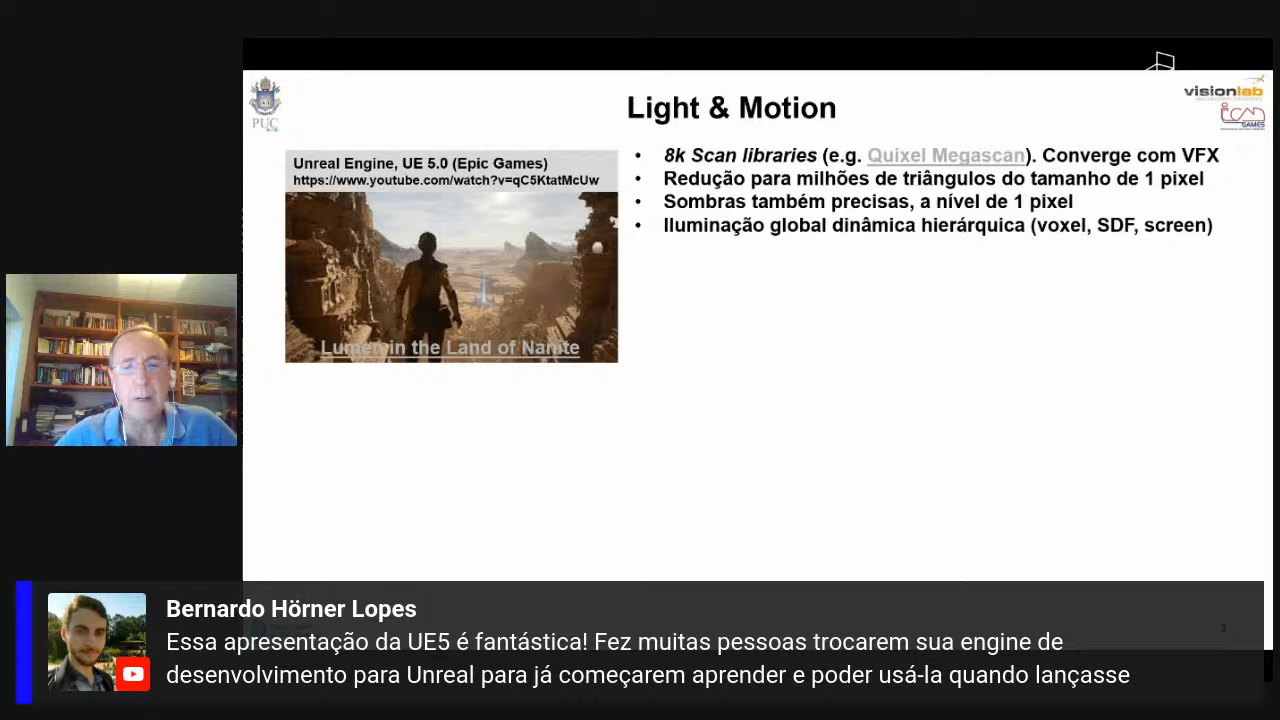 Light & Motion
PUC
visionlab
GAMES
Unreal Engine, UE 5.0 (Epic Games)
https://www.youtube.com/watch?v=qC5KtatMcUw
Lumen in the Land of Nanite
• 8k Scan libraries (e.g. Quixel Megascan). Converge com VFX
• Redução para milhões de triângulos do tamanho de 1 pixel
• Sombras também precisas, a nível de 1 pixel
• Iluminação global dinâmica hierárquica (voxel, SDF, screen)
3
Bernardo Hörner Lopes
Essa apresentação da UE5 é fantástica! Fez muitas pessoas trocarem sua engine de
desenvolvimento para Unreal para já começarem aprender e poder usá-la quando lançasse